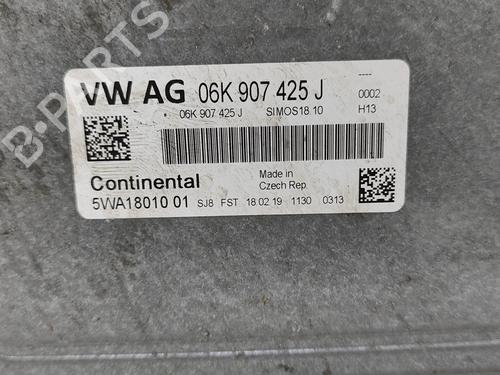 VW AG 06K 907 425 J
----
0002
06K 907 425 J SIMOS18.10 H13
Continental
Made in
Czech Rep.
5WA18010 01 SJ8 FST 18 02 19 1130 0313
B-PARTS